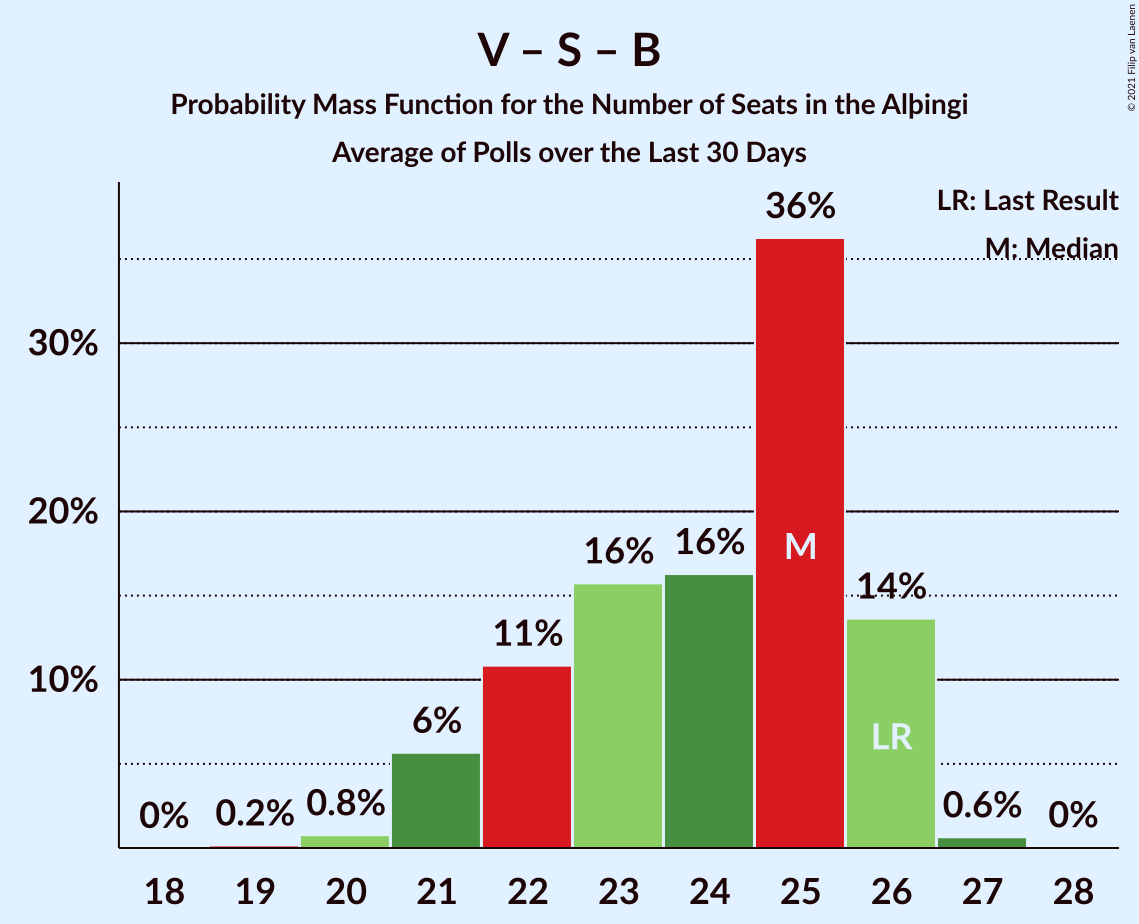 V – S – B
Probability Mass Function for the Number of Seats in the Alþingi
Average of Polls over the Last 30 Days
© 2021 Filip van Laenen
LR: Last Result
M: Median
30%
20%
10%
0%
0.2%
0.8%
6%
11%
16%
16%
36%
14%
0.6%
0%
M
LR
18 19 20 21 22 23 24 25 26 27 28